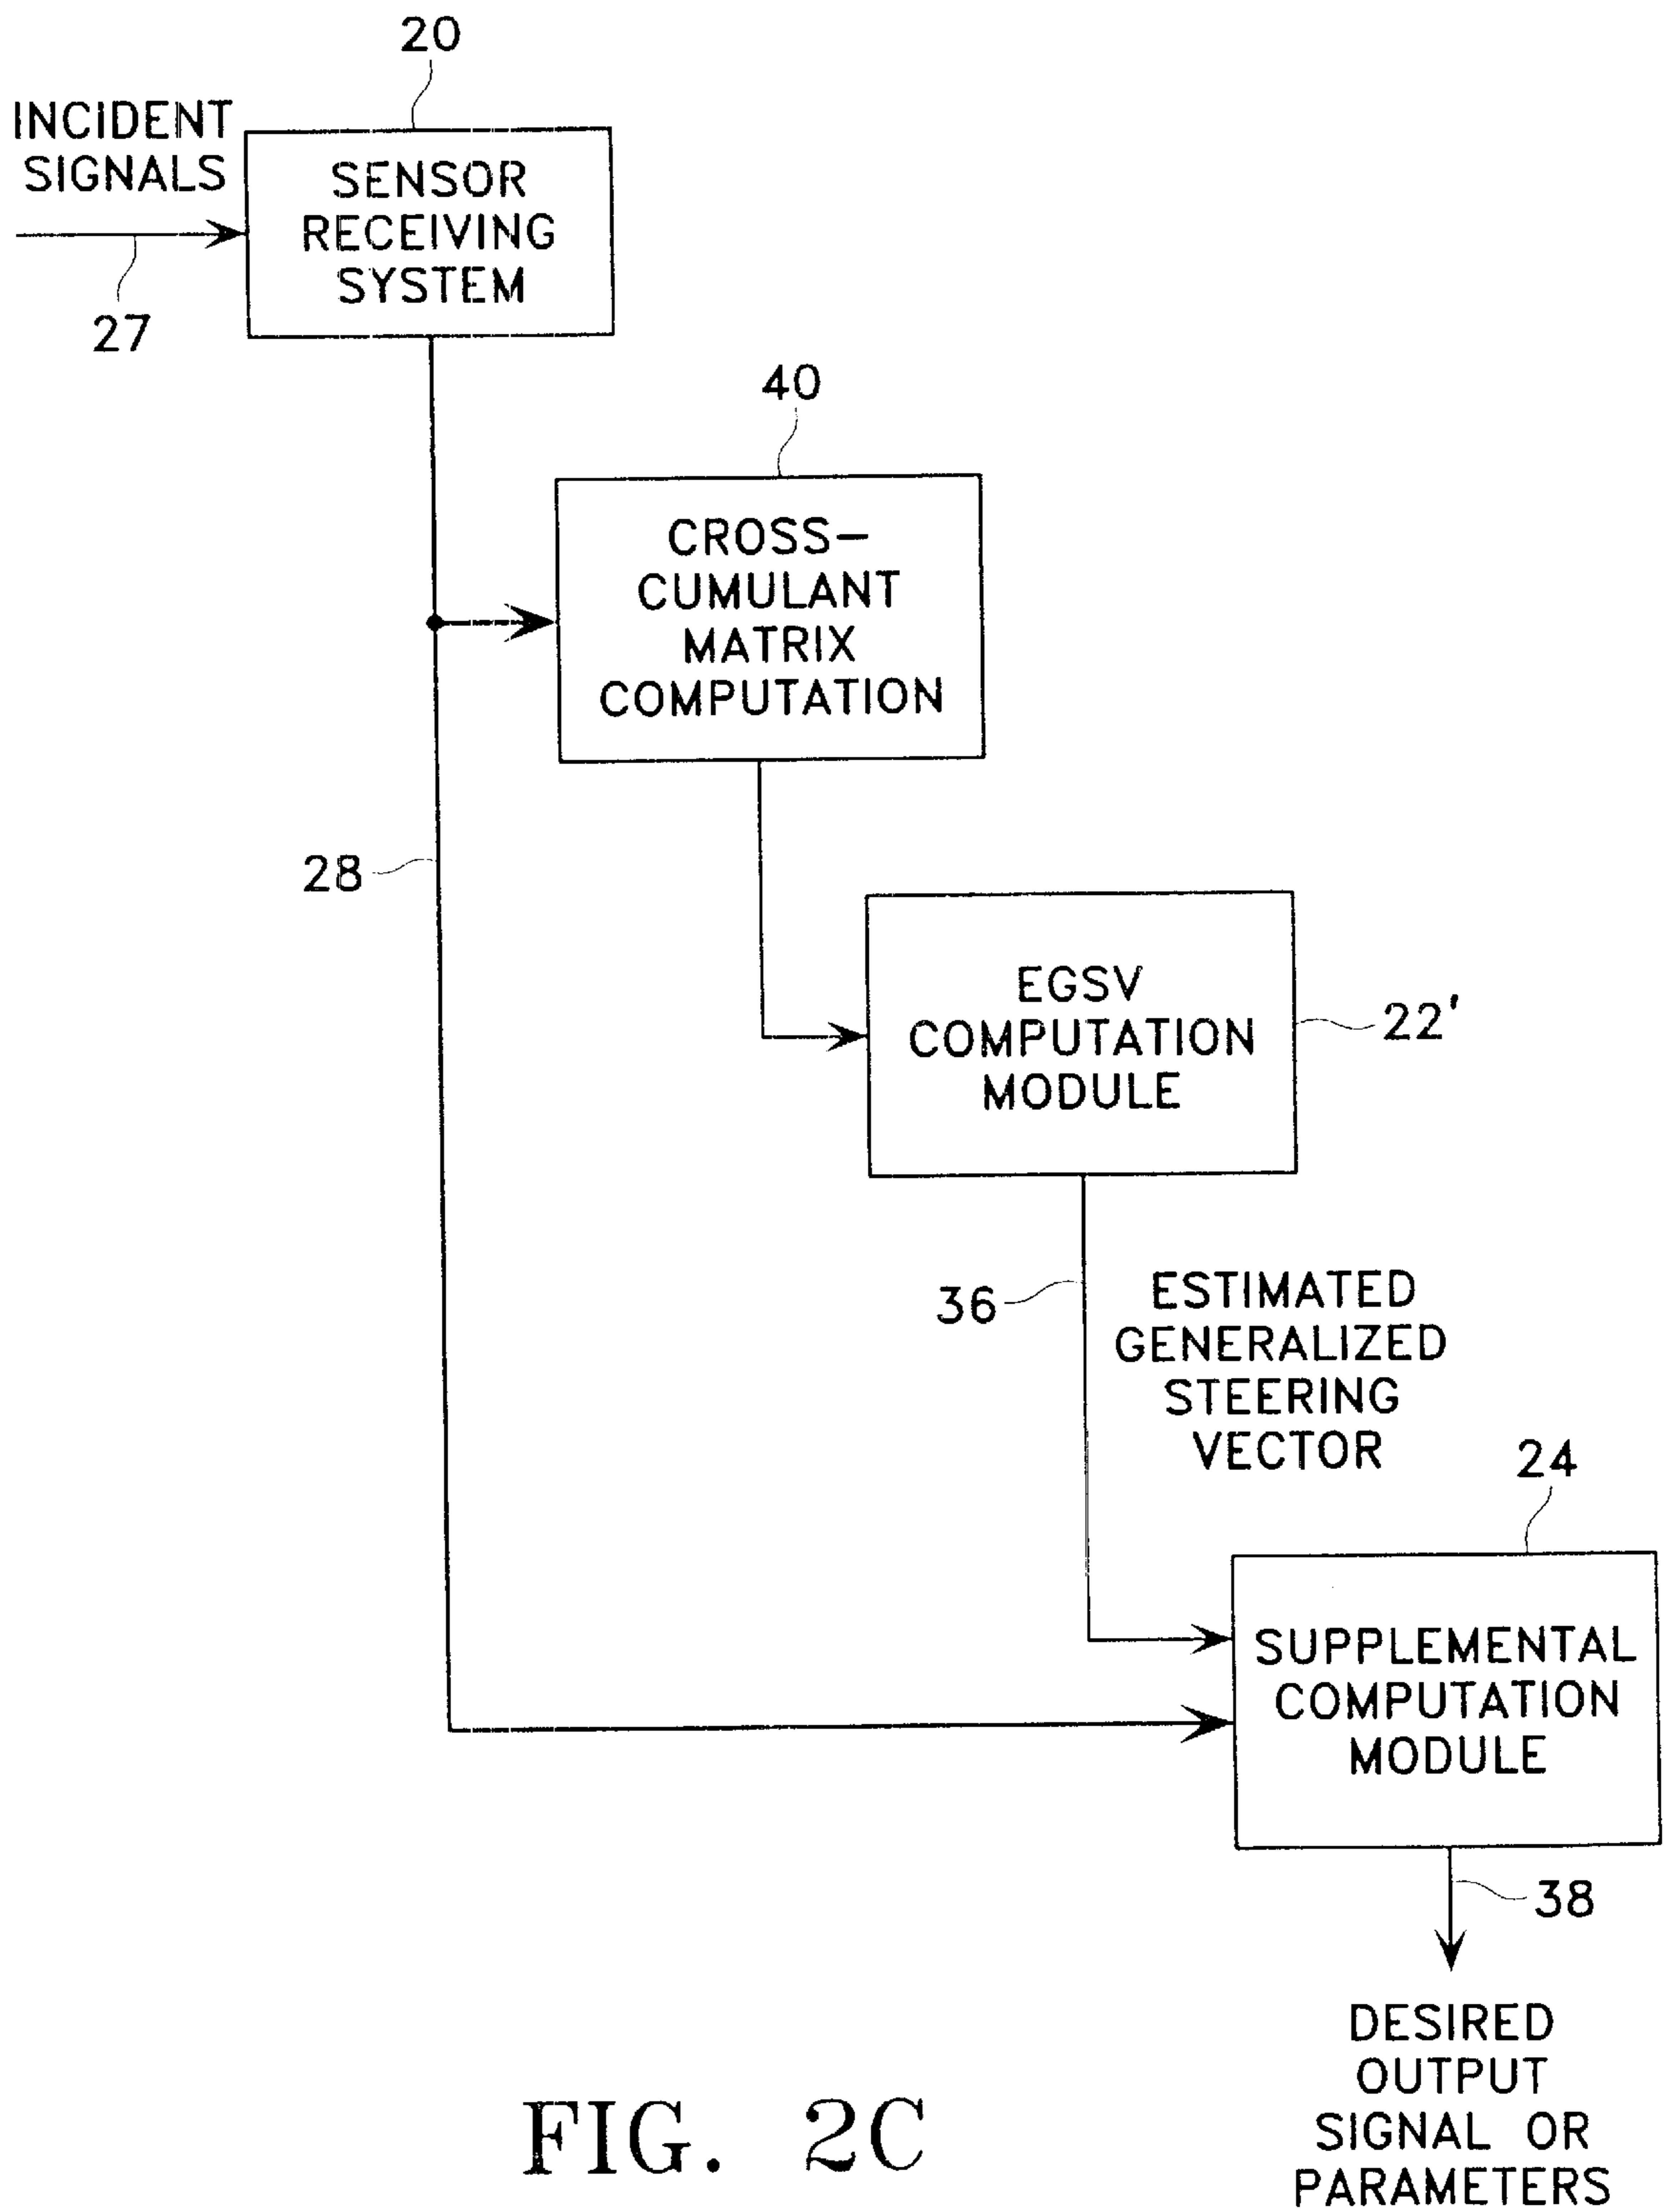 20
INCIDENT
SIGNALS
SENSOR
RECEIVING
SYSTEM
27
40
CROSS–
CUMULANT
MATRIX
COMPUTATION
28
EGSV
COMPUTATION
MODULE
22'
36
ESTIMATED
GENERALIZED
STEERING
VECTOR
24
SUPPLEMENTAL
COMPUTATION
MODULE
38
DESIRED
OUTPUT
SIGNAL OR
PARAMETERS
FIG. 2C